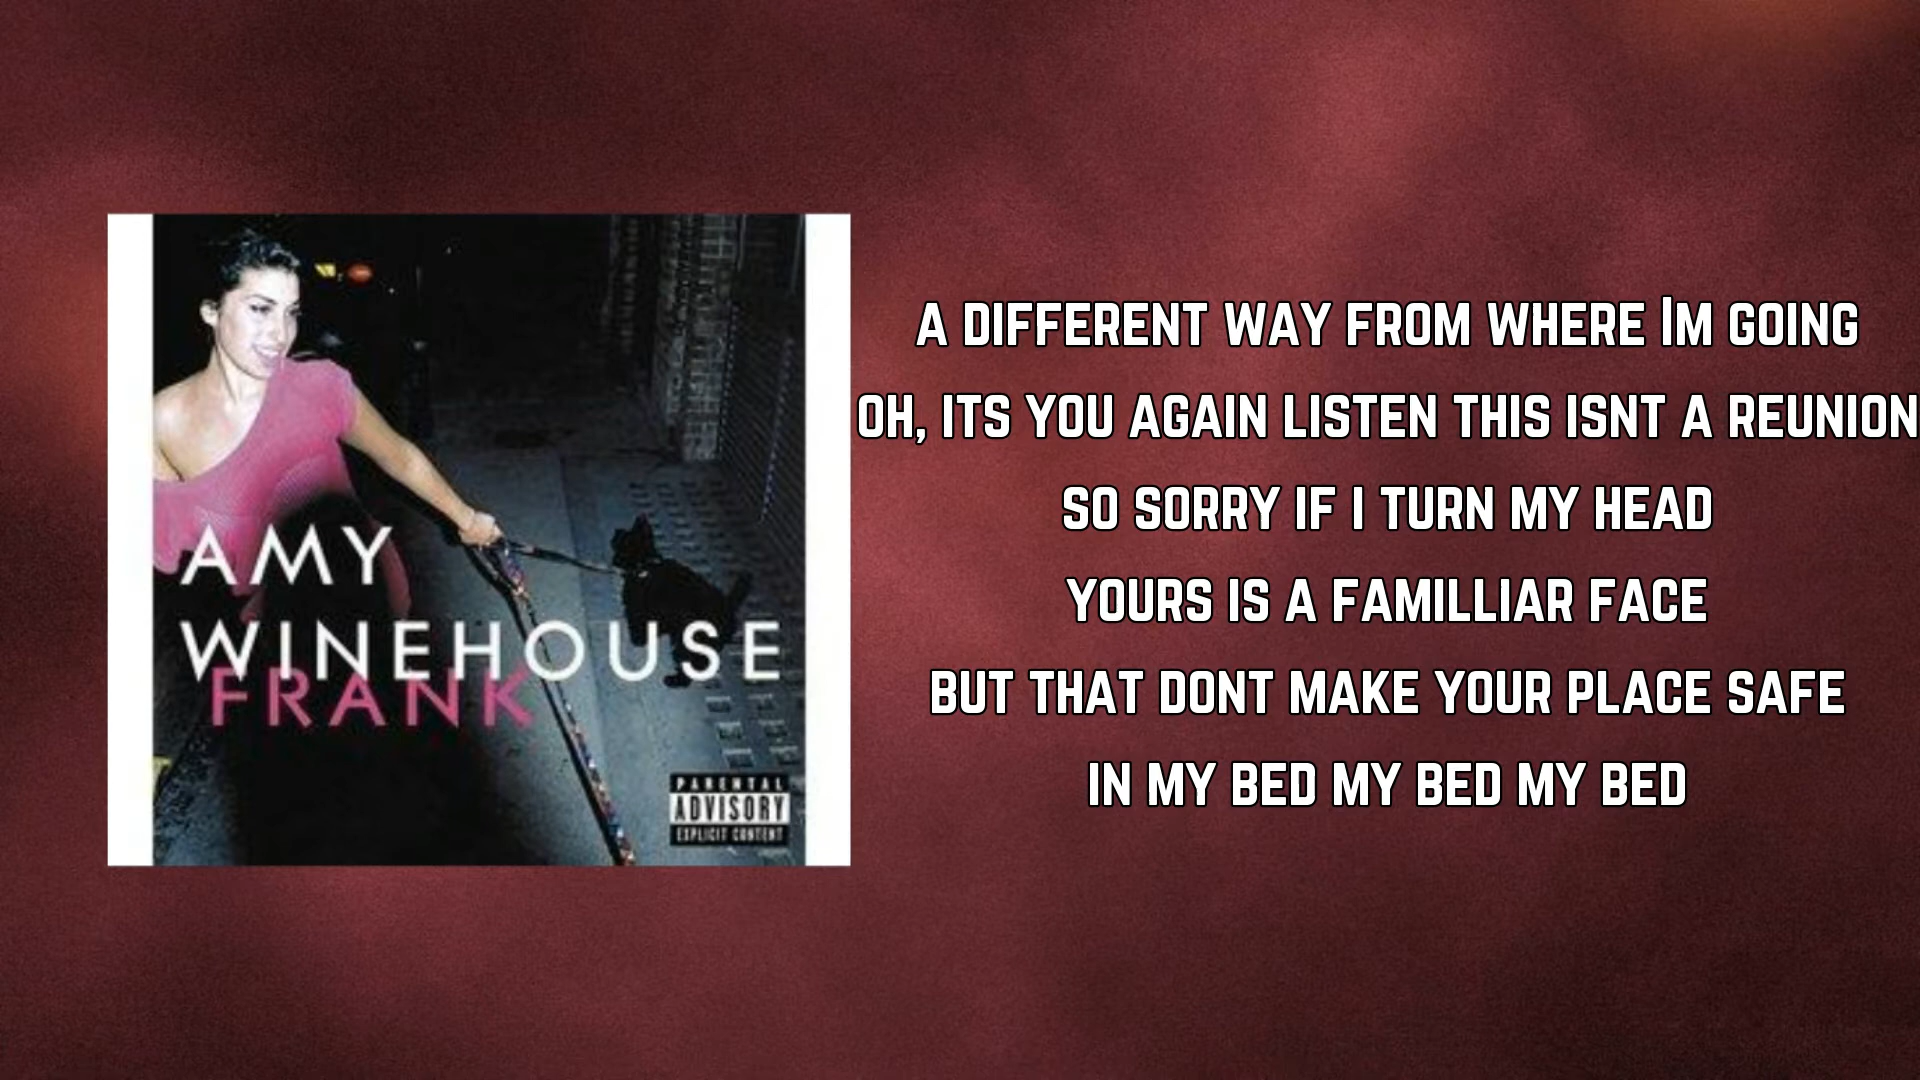 AMY
WINEHOUSE
FRANK
PARENTAL
ADVISORY
EXPLICIT CONTENT
A DIFFERENT WAY FROM WHERE IM GOING
OH, ITS YOU AGAIN LISTEN THIS ISNT A REUNION
SO SORRY IF I TURN MY HEAD
YOURS IS A FAMILLIAR FACE
BUT THAT DONT MAKE YOUR PLACE SAFE
IN MY BED MY BED MY BED